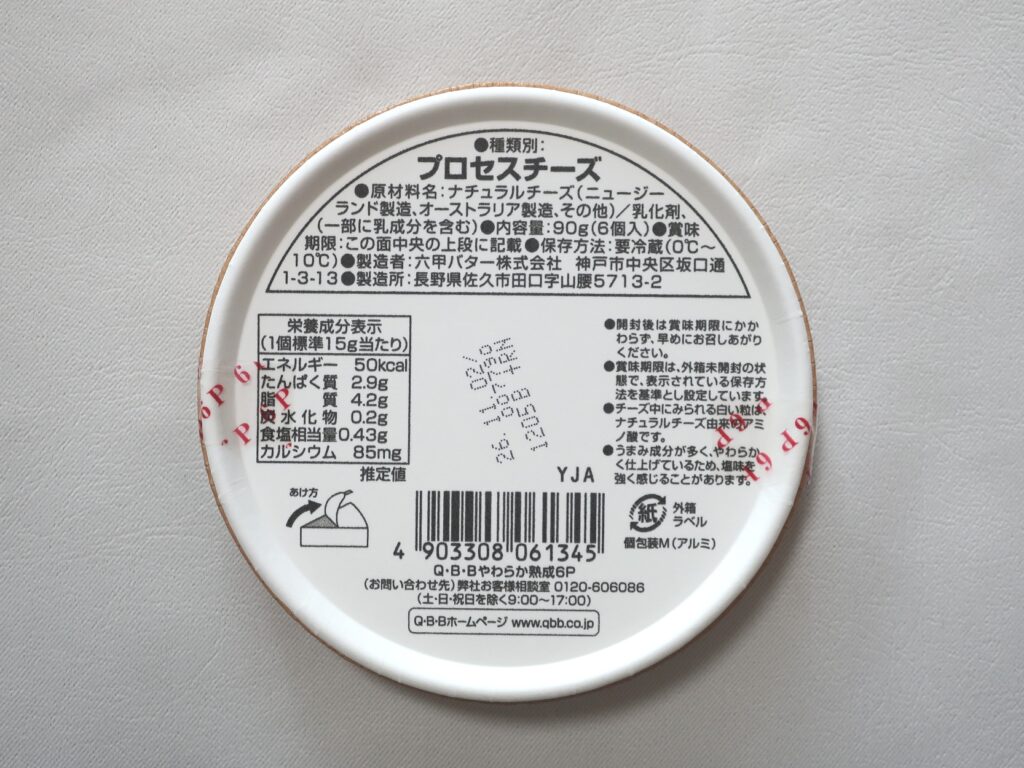 ●種類別:
プロセスチーズ
●原材料名:ナチュラルチーズ(ニュージー
ランド製造、オーストラリア製造、その他)/乳化剤、
(一部に乳成分を含む)●内容量:90g(6個入)●賞味
期限:この面中央の上段に記載●保存方法:要冷蔵(0℃〜
10℃)●製造者:六甲バター株式会社 神戸市中央区坂口通
1-3-13●製造所:長野県佐久市田口字山腰5713-2
栄養成分表示
(1個標準15g当たり)
エネルギー 50kcal
たんぱく質 2.9g
脂質 4.2g
炭水化物 0.2g
食塩相当量 0.43g
カルシウム 85mg
推定値
●開封後は賞味期限にかか
わらず、早めにお召しあがり
ください。
●賞味期限は、外箱未開封の状
態で、表示されている保存方
法を基準とし設定しています。
●チーズ中にみられる白い粒は、
ナチュラルチーズ由来のアミ
ノ酸です。
●うまみ成分が多く、やわらか
く仕上げているため、塩味を
強く感じることがあります。
YJA
あけ方
紙
外箱
ラベル
個包装M(アルミ)
4 903308 061345
Q・B・Bやわらか熟成6P
(お問い合わせ先)弊社お客様相談室 0120-606086
(土・日・祝日を除く9:00〜17:00)
Q・B・Bホームページ www.qbb.co.jp